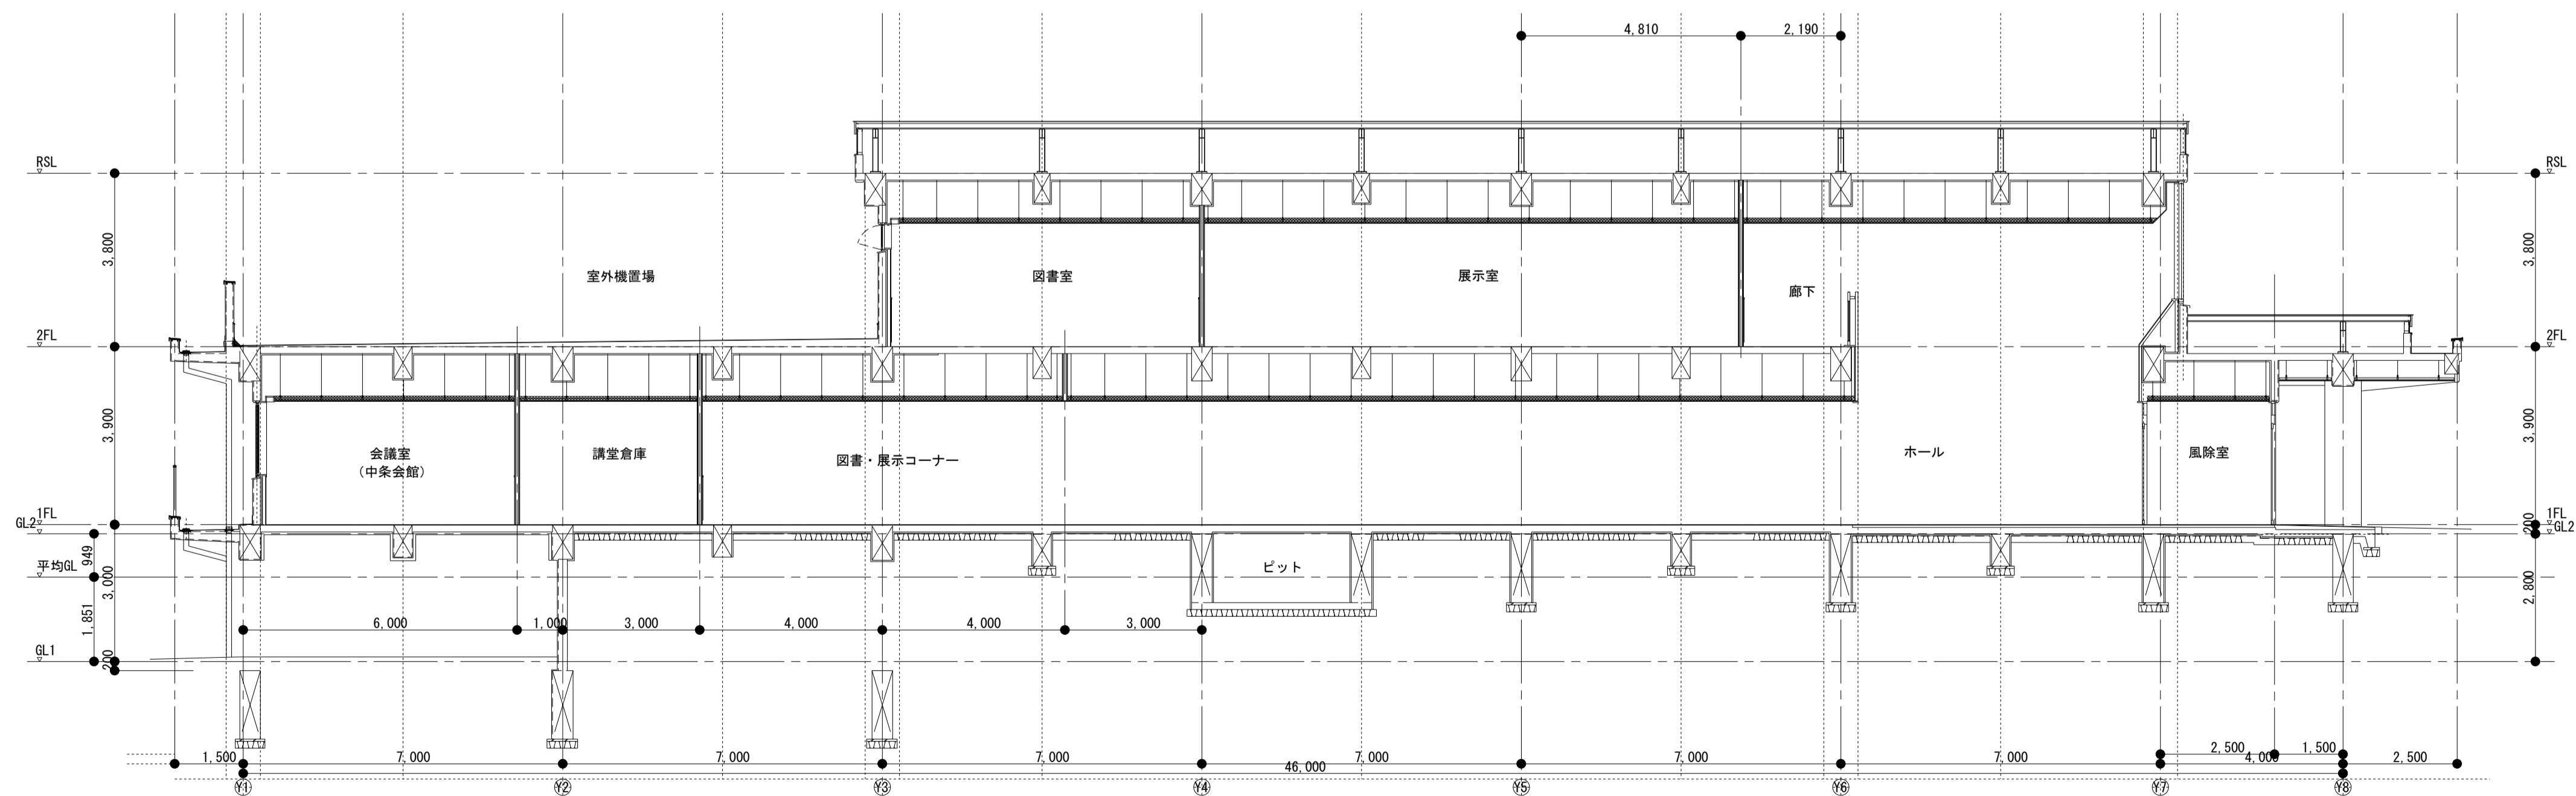 4,810
2,190
RSL
RSL
3,800
3,800
室外機置場
図書室
展示室
廊下
2FL
2FL
3,900
3,900
会議室
(中条会館)
講堂倉庫
図書・展示コーナー
ホール
風除室
1FL
GL2
1FL
GL2
200
949
平均GL
3,000
ピット
2,800
1,851
6,000
1,000
3,000
4,000
4,000
3,000
GL1
200
2,500
1,500
1,500
7,000
7,000
7,000
7,000
7,000
7,000
4,000
2,500
46,000
Y1
Y2
Y3
Y4
Y5
Y6
Y7
Y8